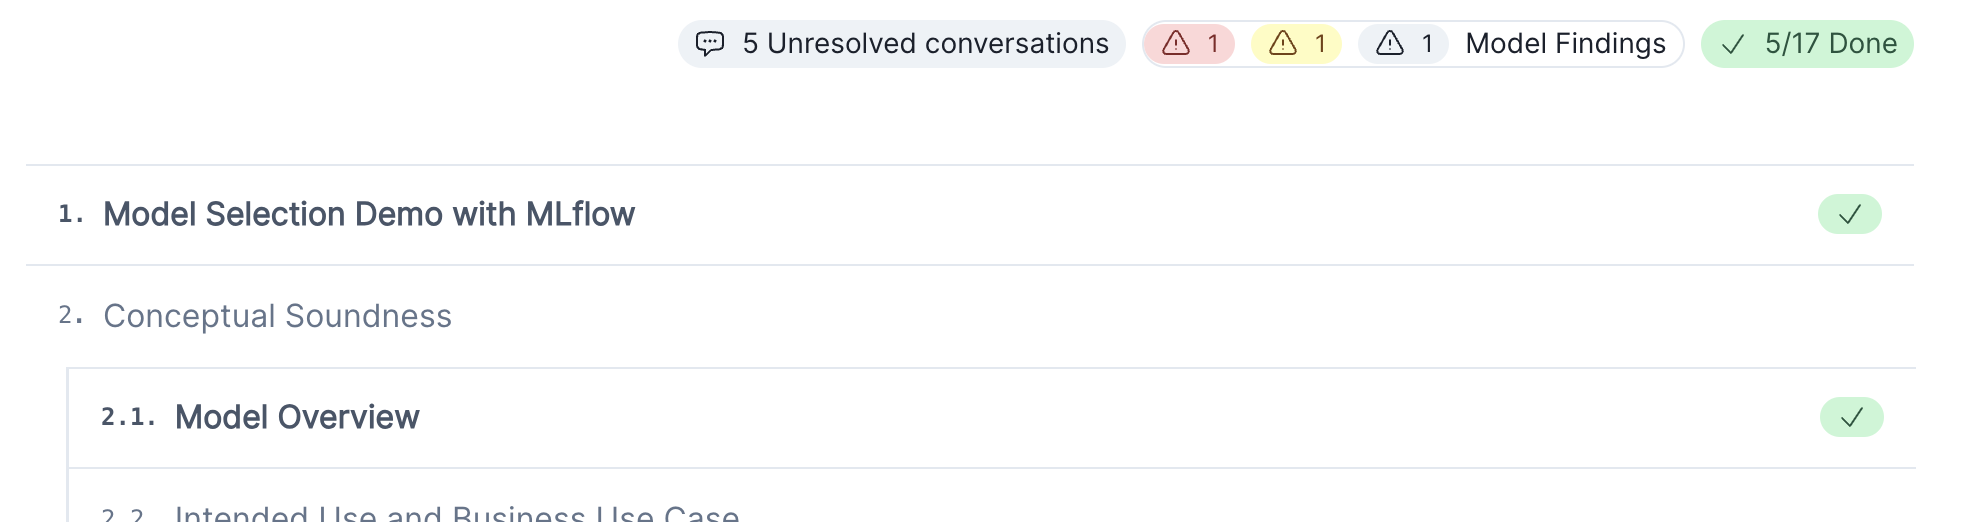 5 Unresolved conversations 1 1 1 Model Findings 5/17 Done
1. Model Selection Demo with MLflow
2. Conceptual Soundness
2.1. Model Overview
2.2. Intended Use and Business Use Case